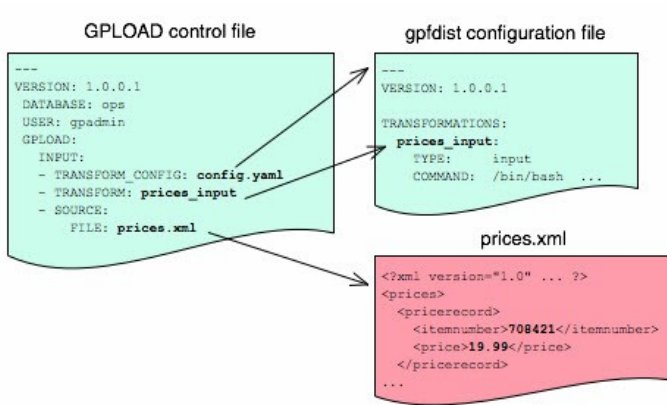 GPLOAD control file
---
VERSION: 1.0.0.1
DATABASE: ops
USER: gpadmin
GPLOAD:
INPUT:
- TRANSFORM_CONFIG: config.yaml
- TRANSFORM: prices_input
- SOURCE:
FILE: prices.xml
gpfdist configuration file
---
VERSION: 1.0.0.1
TRANSFORMATIONS:
prices_input:
TYPE: input
COMMAND: /bin/bash ...
prices.xml
<?xml version="1.0" ... ?>
<prices>
<pricerecord>
<itemnumber>708421</itemnumber>
<price>19.99</price>
</pricerecord>
...